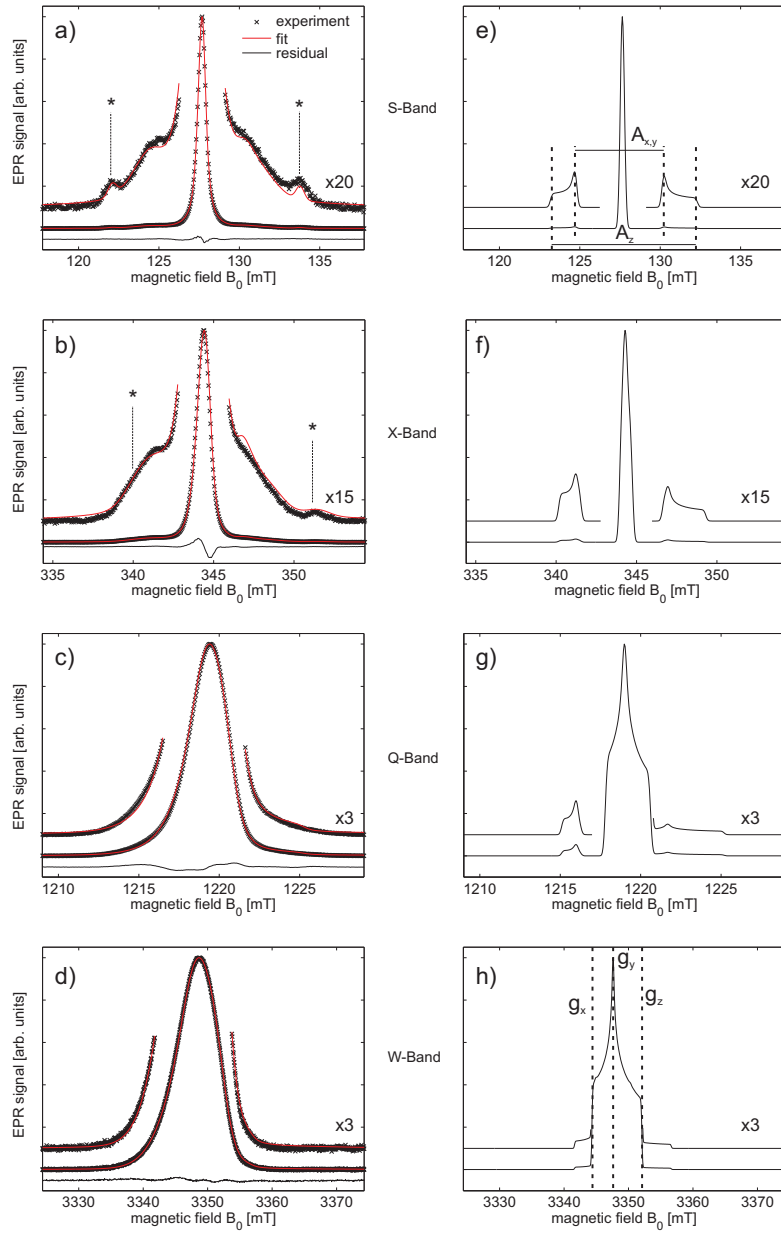 a)
* experiment
fit
residual
*
*
x20
EPR signal [arb. units]
120 125 130 135
magnetic field B₀ [mT]
S-Band
e)
Aₓ,ᵧ
x20
A_z
120 125 130 135
magnetic field B₀ [mT]
b)
*
*
x15
EPR signal [arb. units]
335 340 345 350
magnetic field B₀ [mT]
X-Band
f)
x15
335 340 345 350
magnetic field B₀ [mT]
c)
x3
EPR signal [arb. units]
1210 1215 1220 1225
magnetic field B₀ [mT]
Q-Band
g)
x3
1210 1215 1220 1225
magnetic field B₀ [mT]
d)
x3
EPR signal [arb. units]
3330 3340 3350 3360 3370
magnetic field B₀ [mT]
W-Band
h)
g_x
g_y
g_z
x3
3330 3340 3350 3360 3370
magnetic field B₀ [mT]